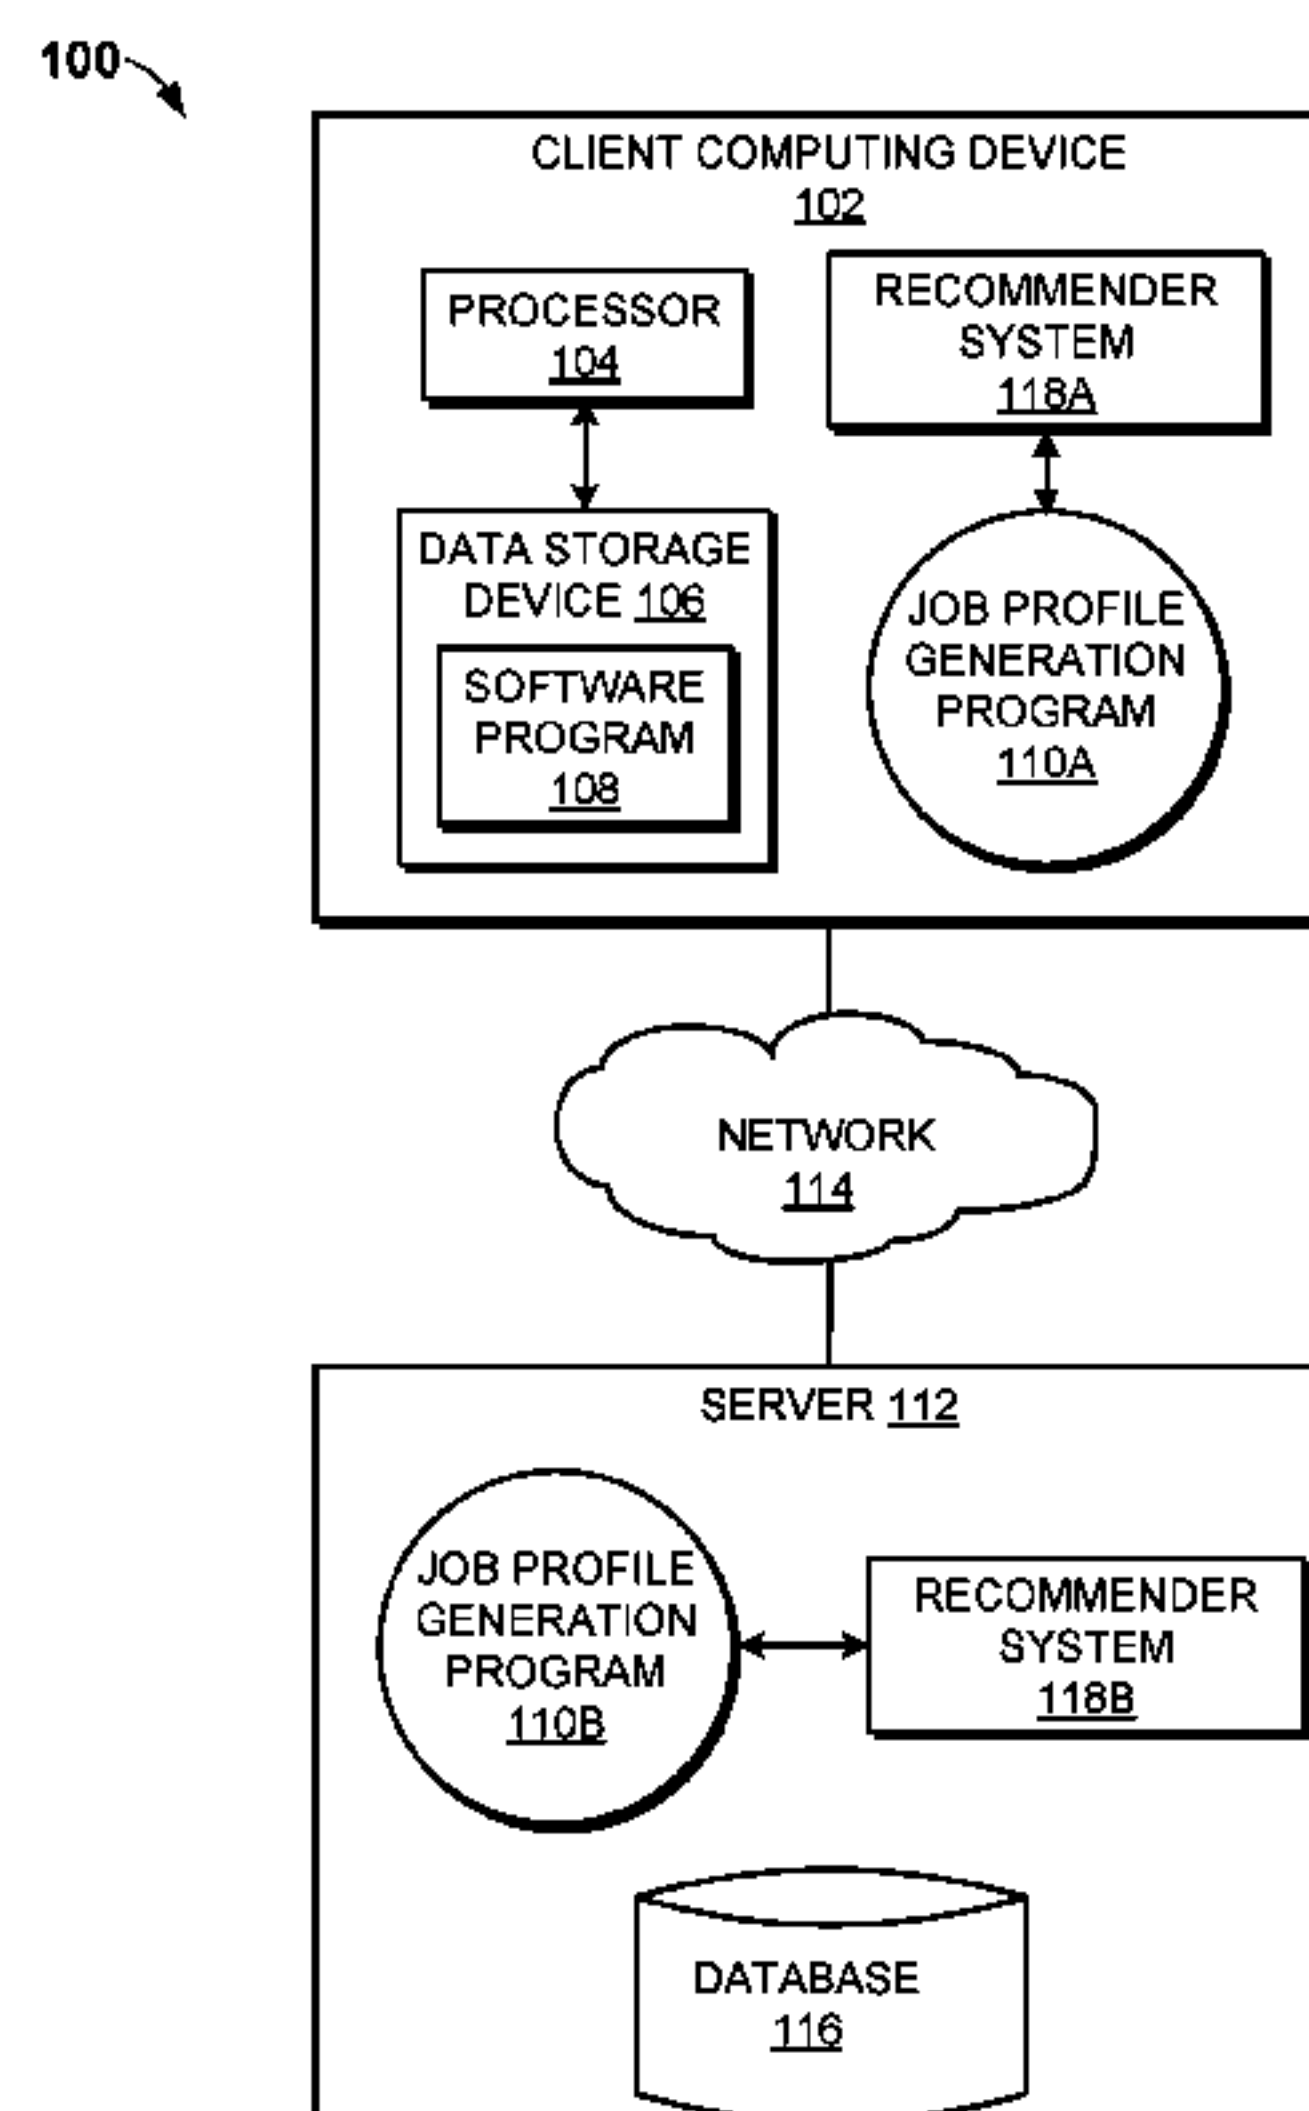 100
CLIENT COMPUTING DEVICE
102
PROCESSOR
104
RECOMMENDER
SYSTEM
118A
DATA STORAGE
DEVICE 106
SOFTWARE
PROGRAM
108
JOB PROFILE
GENERATION
PROGRAM
110A
NETWORK
114
SERVER 112
JOB PROFILE
GENERATION
PROGRAM
110B
RECOMMENDER
SYSTEM
118B
DATABASE
116